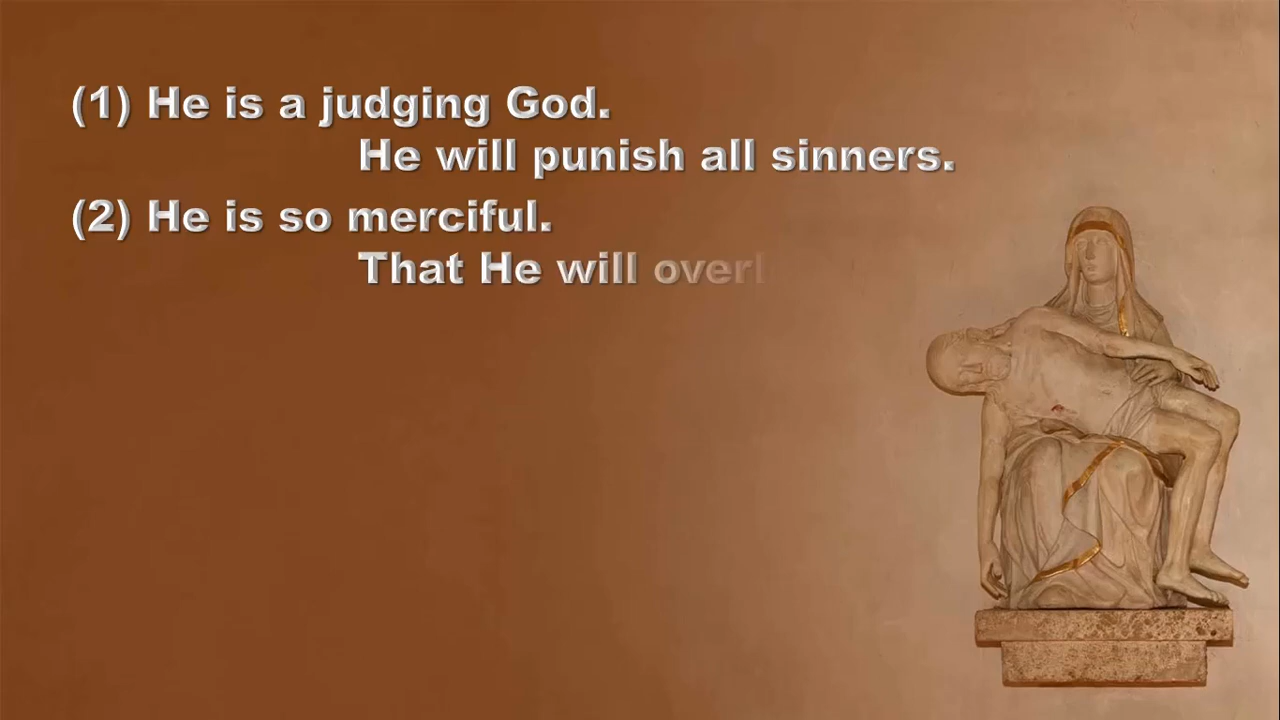 (1) He is a judging God.
He will punish all sinners.
(2) He is so merciful.
That He will